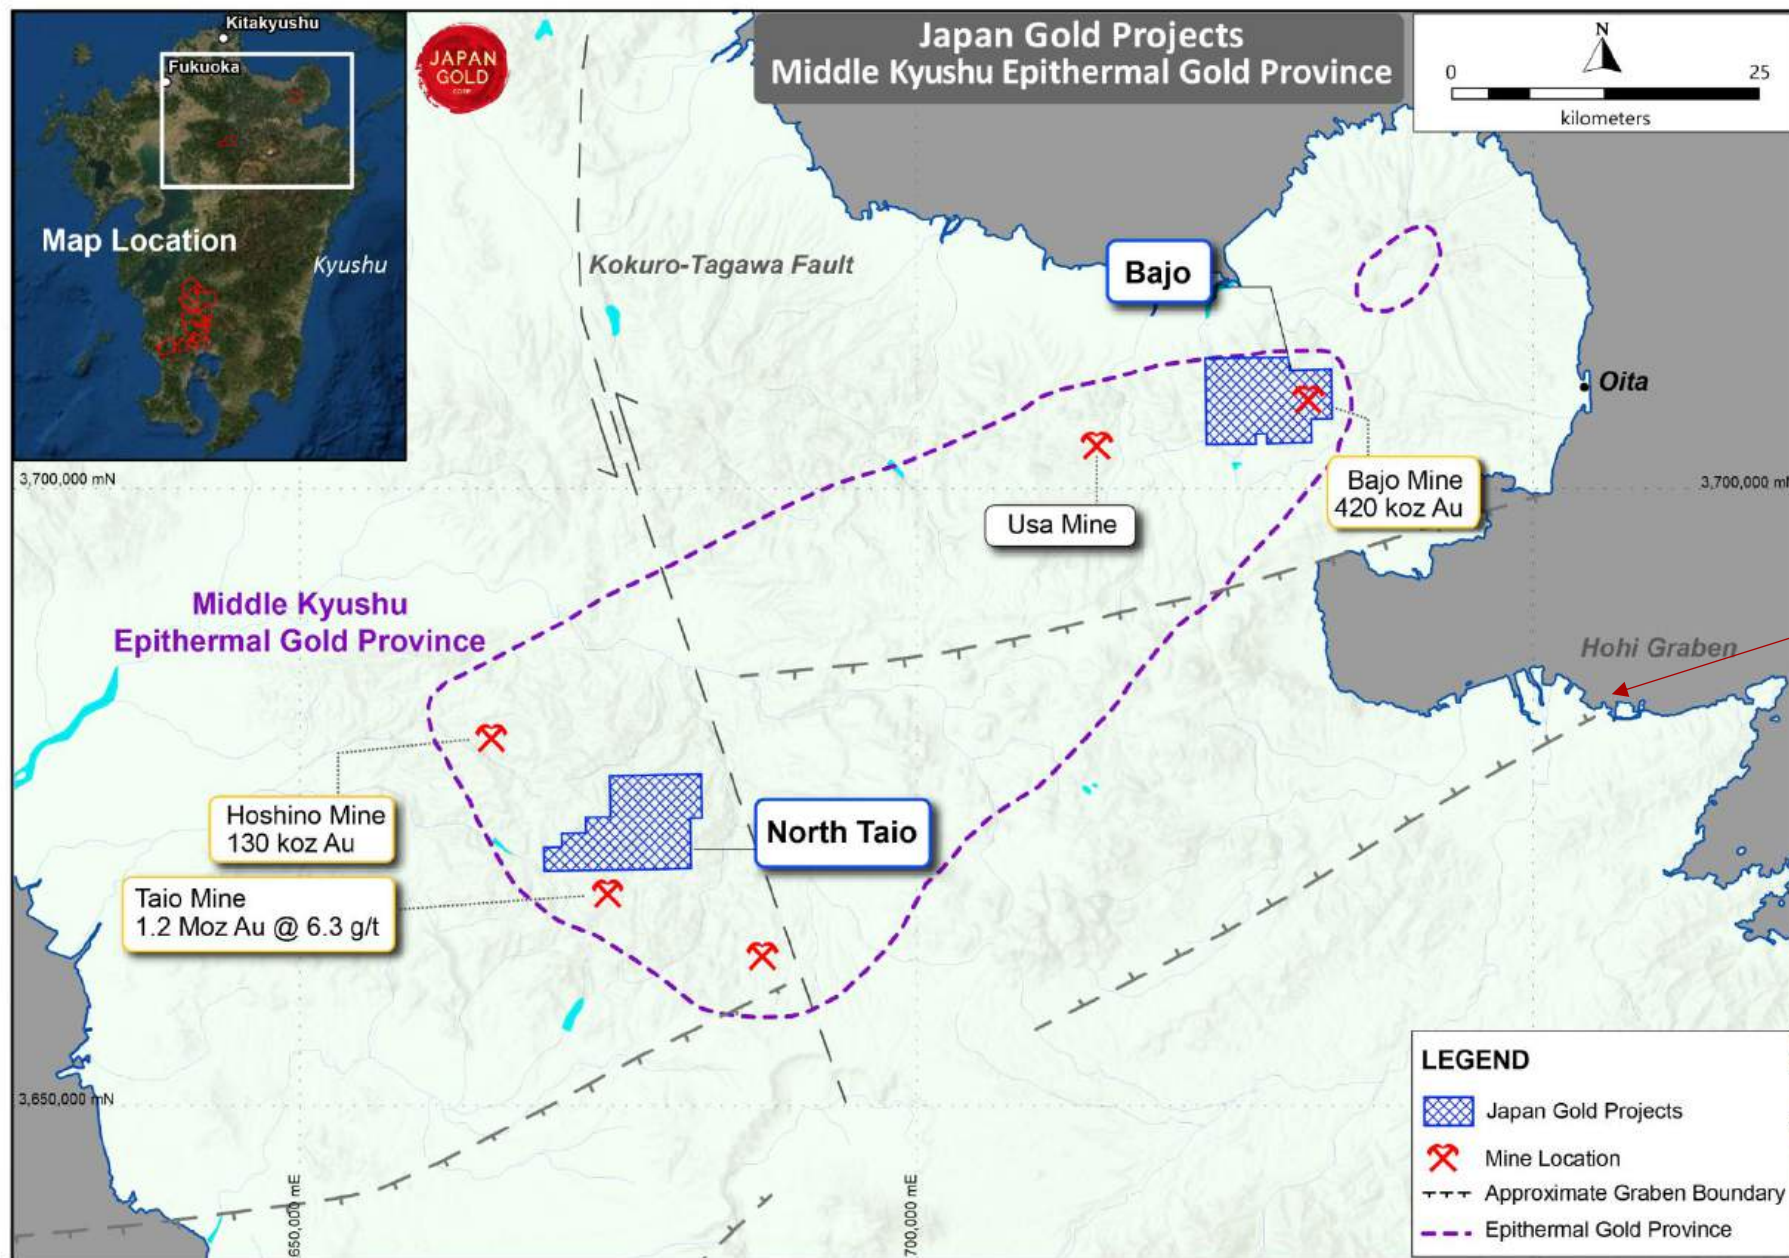 Kitakyushu
Fukuoka
Map Location
Kyushu
JAPAN
GOLD
CORP.
Japan Gold Projects
Middle Kyushu Epithermal Gold Province
N
0 25
kilometers
Kokuro-Tagawa Fault
Bajo
Oita
3,700,000 mN
3,700,000 m
Usa Mine
Bajo Mine
420 koz Au
Middle Kyushu
Epithermal Gold Province
Hohi Graben
Hoshino Mine
130 koz Au
North Taio
Taio Mine
1.2 Moz Au @ 6.3 g/t
3,650,000 mN
650,000 mE
700,000 mE
LEGEND
Japan Gold Projects
Mine Location
Approximate Graben Boundary
Epithermal Gold Province